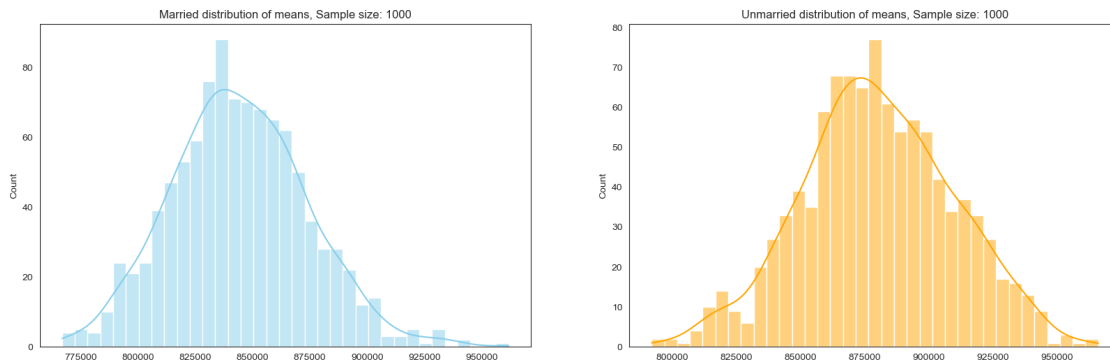 Married distribution of means, Sample size: 1000
80
60
40
20
0
Count
775000 800000 825000 850000 875000 900000 925000 950000
Unmarried distribution of means, Sample size: 1000
80
70
60
50
40
30
20
10
0
Count
800000 825000 850000 875000 900000 925000 950000